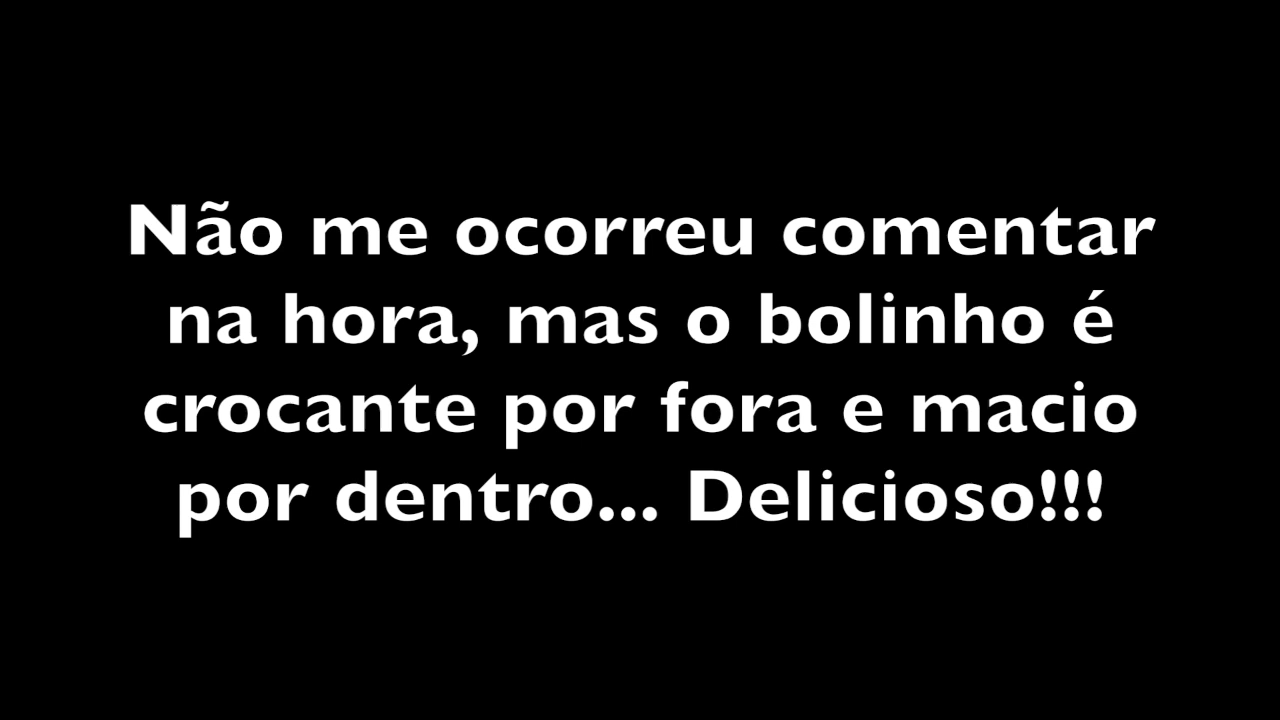 Não me ocorreu comentar
na hora, mas o bolinho é
crocante por fora e macio
por dentro... Delicioso!!!